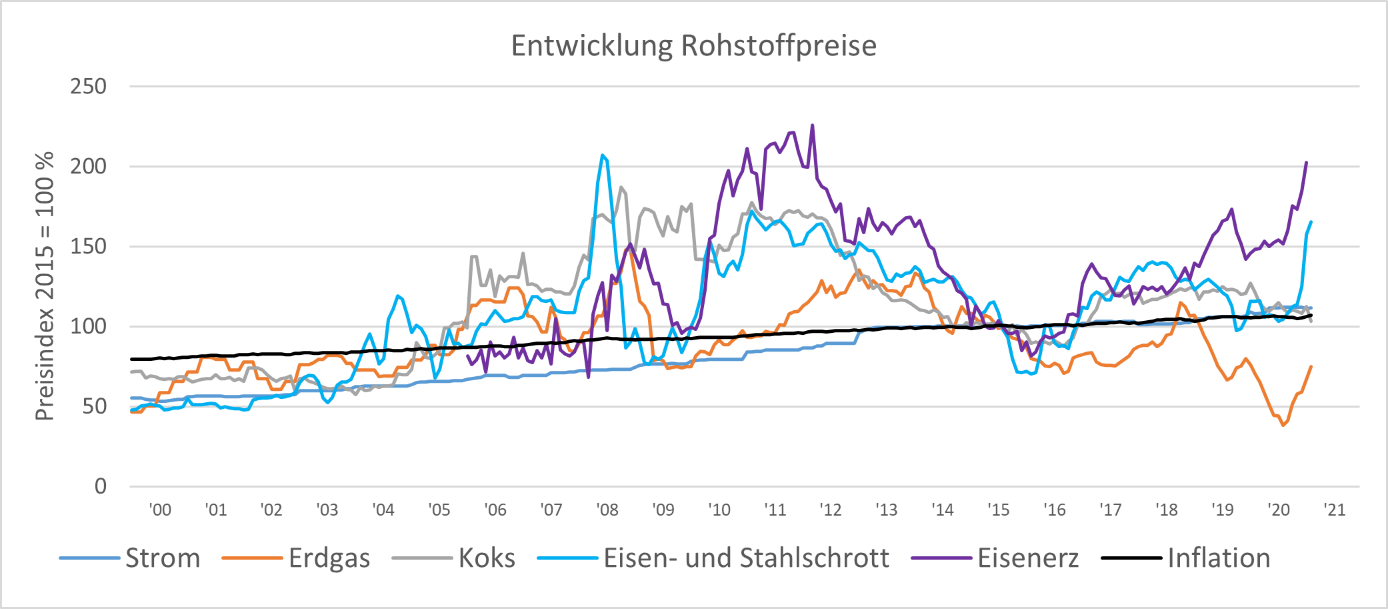 Entwicklung Rohstoffpreise
Preisindex 2015 = 100 %
250
200
150
100
50
0
'00 '01 '02 '03 '04 '05 '06 '07 '08 '09 '10 '11 '12 '13 '14 '15 '16 '17 '18 '19 '20 '21
Strom Erdgas Koks Eisen- und Stahlschrott Eisenerz Inflation